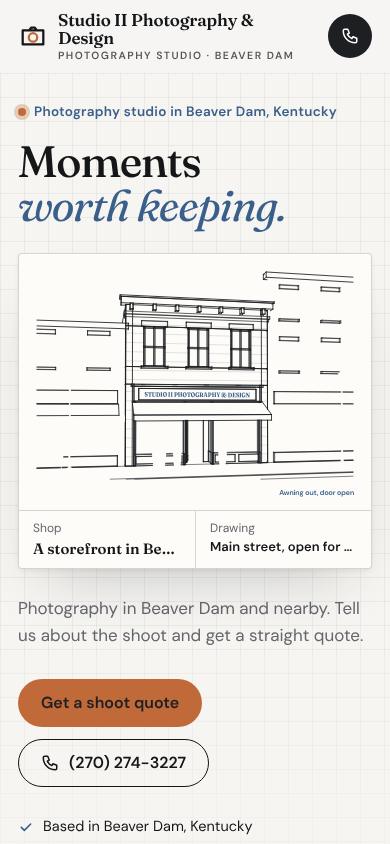 Studio II Photography &
Design
PHOTOGRAPHY STUDIO · BEAVER DAM
Photography studio in Beaver Dam, Kentucky
Moments
worth keeping.
STUDIO II PHOTOGRAPHY & DESIGN
Awning out, door open
Shop
A storefront in Be...
Drawing
Main street, open for ...
Photography in Beaver Dam and nearby. Tell
us about the shoot and get a straight quote.
Get a shoot quote
(270) 274-3227
Based in Beaver Dam, Kentucky